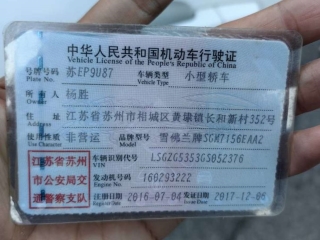 中华人民共和国机动车行驶证
Vehicle License of the People's Republic of China
号牌号码 苏EP9U87 车辆类型 小型轿车
Plate No. Vehicle Type
所有人 杨胜
Owner
住址 江苏省苏州市相城区黄埭镇长和新村352号
Address
使用性质 非营运 品牌型号 雪佛兰牌SGM7156EAA2
Use Character Model
江苏省苏州市公安局交通警察支队
车辆识别代号 LSGZG5353GS052376
VIN
发动机号码 160293222
Engine No.
注册日期 2016-07-04 发证日期 2017-12-06
Register Date Issue Date